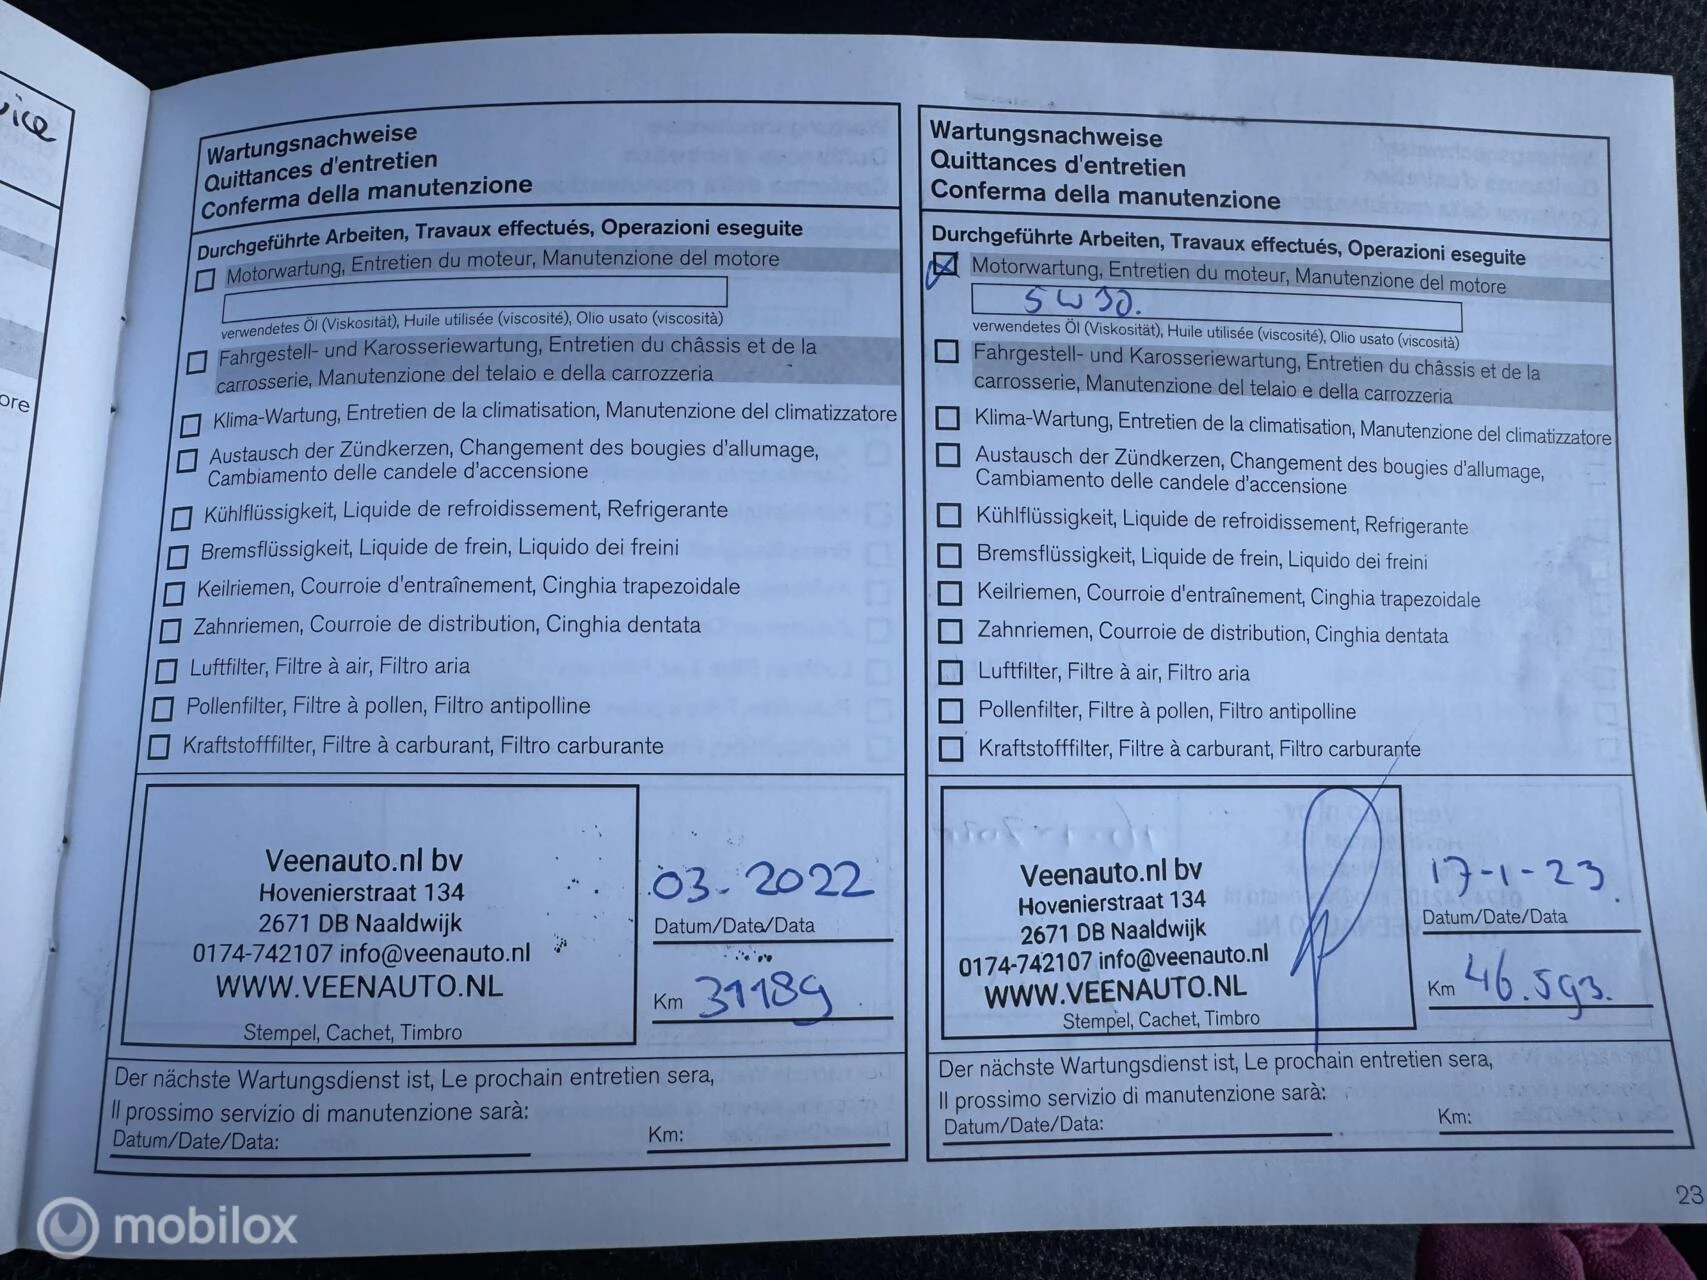 vice
ore
Wartungsnachweise
Quittances d'entretien
Conferma della manutenzione
Durchgeführte Arbeiten, Travaux effectués, Operazioni eseguite
Motorwartung, Entretien du moteur, Manutenzione del motore
verwendetes Öl (Viskosität), Huile utilisée (viscosité), Olio usato (viscosità)
Fahrgestell- und Karosseriewartung, Entretien du châssis et de la
carrosserie, Manutenzione del telaio e della carrozzeria
Klima-Wartung, Entretien de la climatisation, Manutenzione del climatizzatore
Austausch der Zündkerzen, Changement des bougies d'allumage,
Cambiamento delle candele d'accensione
Kühlflüssigkeit, Liquide de refroidissement, Refrigerante
Bremsflüssigkeit, Liquide de frein, Liquido dei freini
Keilriemen, Courroie d'entraînement, Cinghia trapezoidale
Zahnriemen, Courroie de distribution, Cinghia dentata
Luftfilter, Filtre à air, Filtro aria
Pollenfilter, Filtre à pollen, Filtro antipolline
Kraftstofffilter, Filtre à carburant, Filtro carburante
Veenauto.nl bv
Hovenierstraat 134
2671 DB Naaldwijk
0174-742107 info@veenauto.nl
WWW.VEENAUTO.NL
Stempel, Cachet, Timbro
03-2022
Datum/Date/Data
Km 31189
Der nächste Wartungsdienst ist, Le prochain entretien sera,
Il prossimo servizio di manutenzione sarà:
Datum/Date/Data: Km:
Wartungsnachweise
Quittances d'entretien
Conferma della manutenzione
Durchgeführte Arbeiten, Travaux effectués, Operazioni eseguite
Motorwartung, Entretien du moteur, Manutenzione del motore
5W30.
verwendetes Öl (Viskosität), Huile utilisée (viscosité), Olio usato (viscosità)
Fahrgestell- und Karosseriewartung, Entretien du châssis et de la
carrosserie, Manutenzione del telaio e della carrozzeria
Klima-Wartung, Entretien de la climatisation, Manutenzione del climatizzatore
Austausch der Zündkerzen, Changement des bougies d'allumage,
Cambiamento delle candele d'accensione
Kühlflüssigkeit, Liquide de refroidissement, Refrigerante
Bremsflüssigkeit, Liquide de frein, Liquido dei freini
Keilriemen, Courroie d'entraînement, Cinghia trapezoidale
Zahnriemen, Courroie de distribution, Cinghia dentata
Luftfilter, Filtre à air, Filtro aria
Pollenfilter, Filtre à pollen, Filtro antipolline
Kraftstofffilter, Filtre à carburant, Filtro carburante
Veenauto.nl bv
Hovenierstraat 134
2671 DB Naaldwijk
0174-742107 info@veenauto.nl
WWW.VEENAUTO.NL
Stempel, Cachet, Timbro
17-1-23
Datum/Date/Data
Km 46.593.
Der nächste Wartungsdienst ist, Le prochain entretien sera,
Il prossimo servizio di manutenzione sarà:
Datum/Date/Data: Km:
23
mobilox